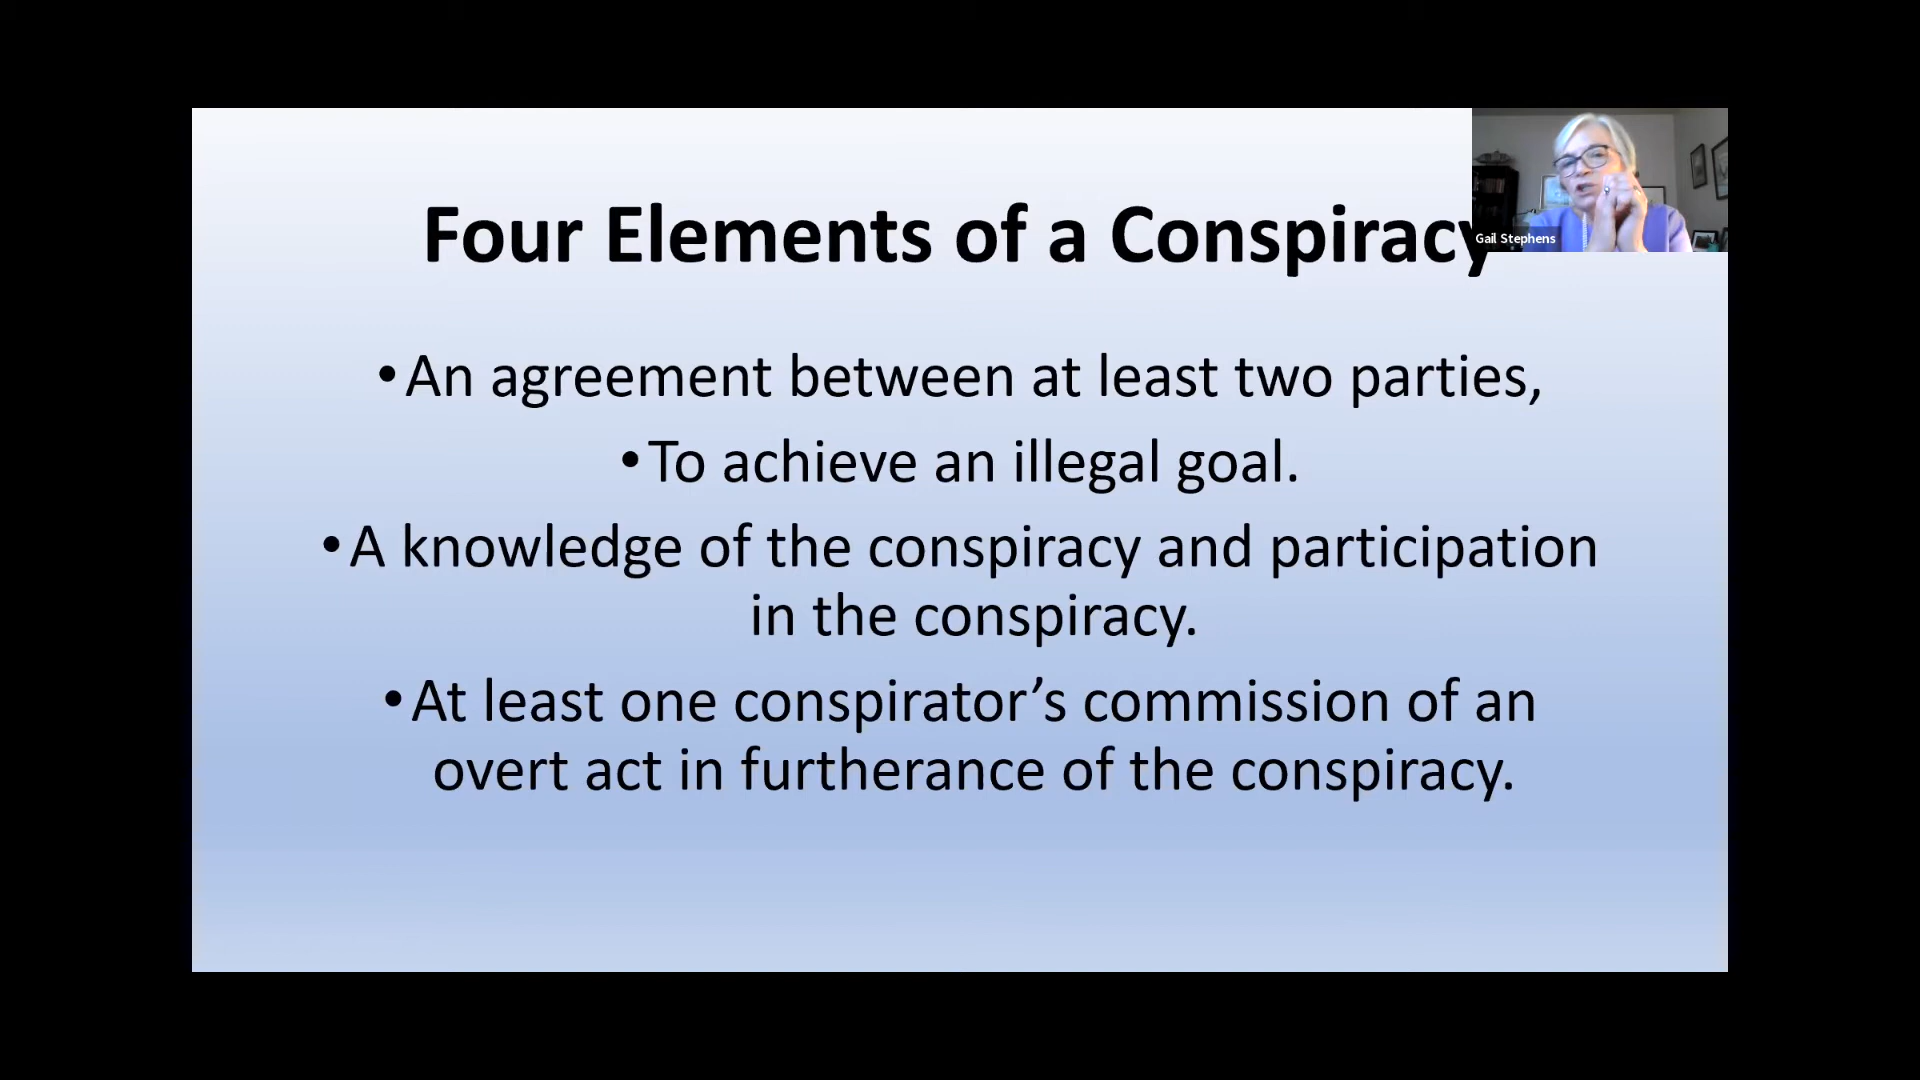 Four Elements of a Conspiracy
Gail Stephens
•An agreement between at least two parties,
•To achieve an illegal goal.
•A knowledge of the conspiracy and participation
in the conspiracy.
•At least one conspirator’s commission of an
overt act in furtherance of the conspiracy.